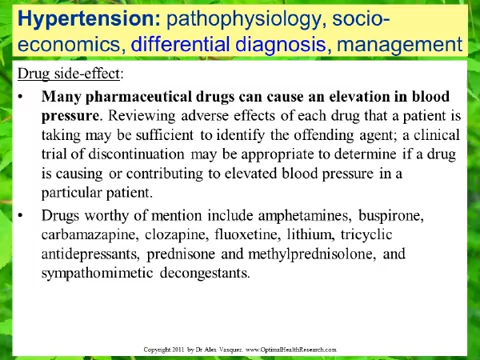 Hypertension: pathophysiology, socio-
economics, differential diagnosis, management
Drug side-effect:
• Many pharmaceutical drugs can cause an elevation in blood
pressure. Reviewing adverse effects of each drug that a patient is
taking may be sufficient to identify the offending agent; a clinical
trial of discontinuation may be appropriate to determine if a drug
is causing or contributing to elevated blood pressure in a
particular patient.
• Drugs worthy of mention include amphetamines, buspirone,
carbamazapine, clozapine, fluoxetine, lithium, tricyclic
antidepressants, prednisone and methylprednisolone, and
sympathomimetic decongestants.
Copyright 2011 by Dr Alex Vasquez www.OptimalHealthResearch.com